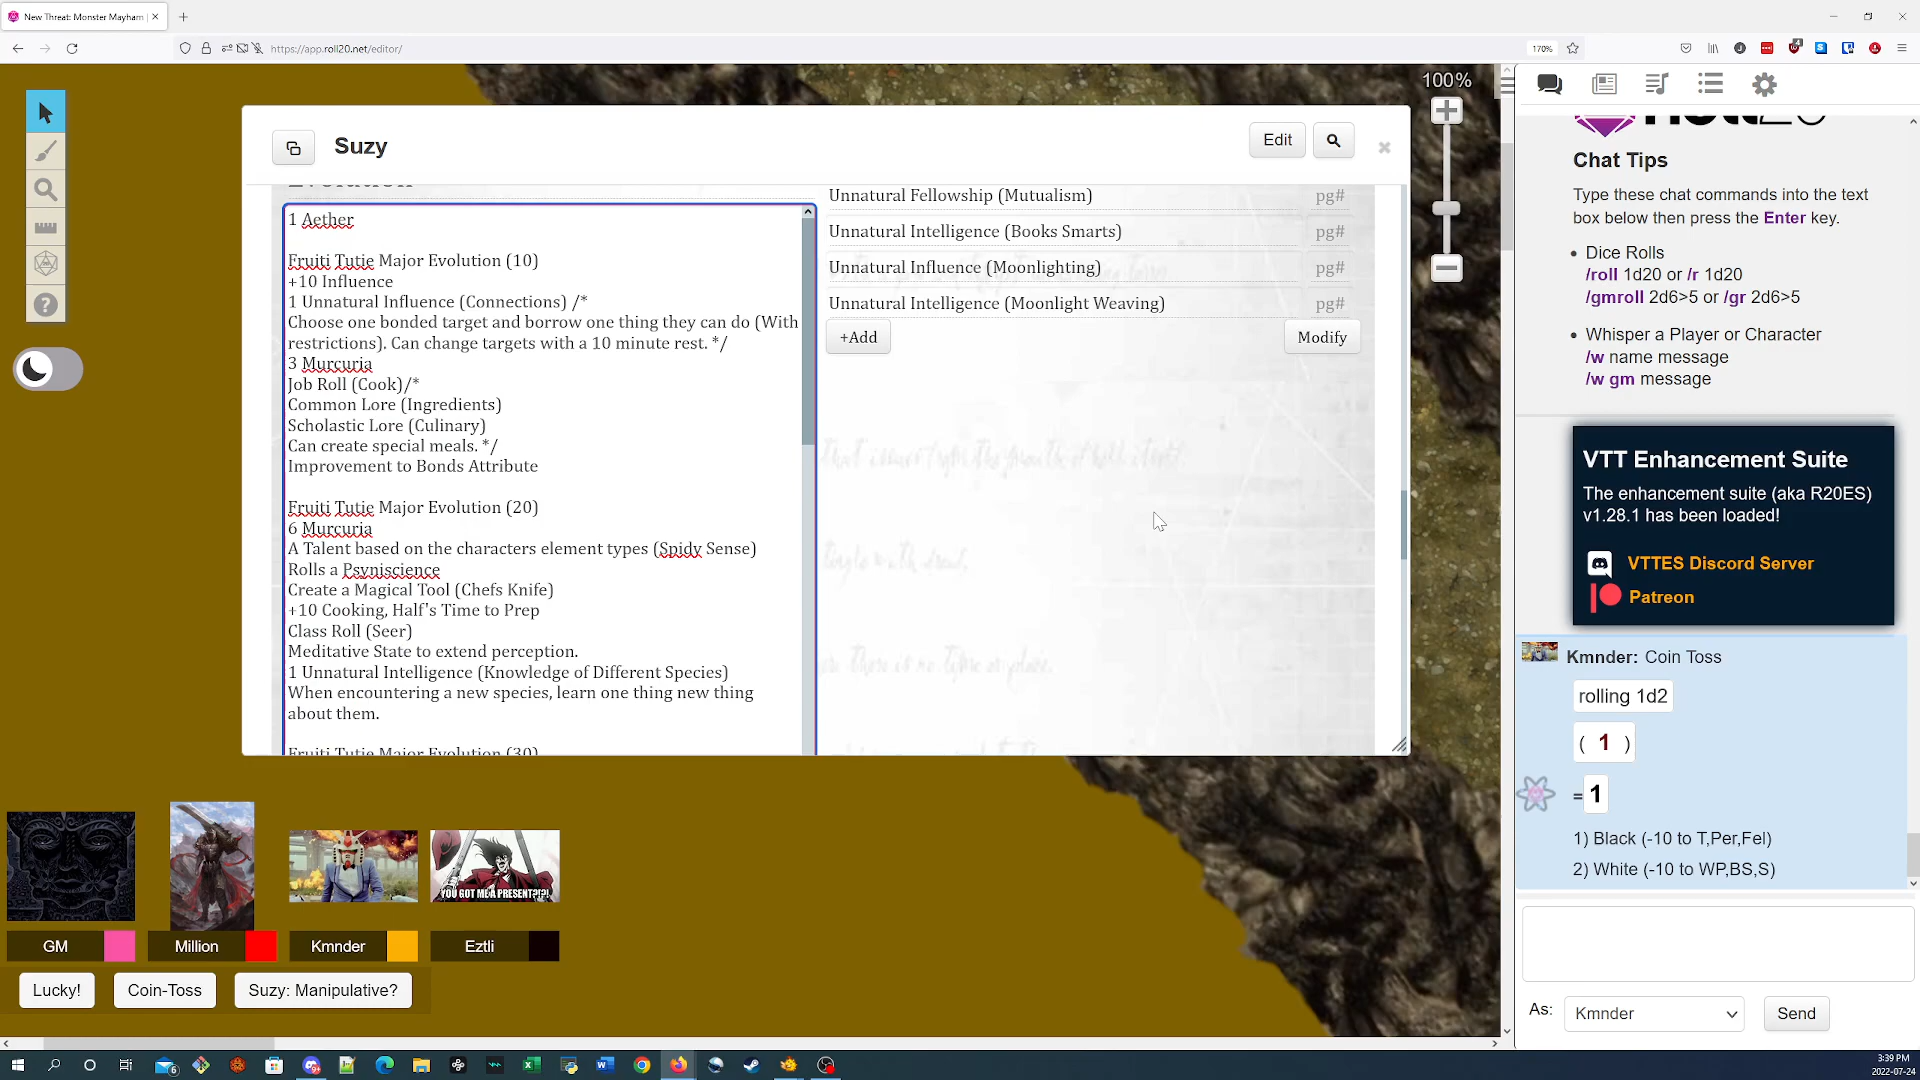 New Threat: Monster Mayham |
https://app.roll20.net/editor/
170%
4
100%
Suzy
Edit
1 Aether
Fruiti Tutie Major Evolution (10)
+10 Influence
1 Unnatural Influence (Connections) /*
Choose one bonded target and borrow one thing they can do (With
restrictions). Can change targets with a 10 minute rest. */
3 Murcuria
Job Roll (Cook)/*
Common Lore (Ingredients)
Scholastic Lore (Culinary)
Can create special meals. */
Improvement to Bonds Attribute
Fruiti Tutie Major Evolution (20)
6 Murcuria
A Talent based on the characters element types (Spidy Sense)
Rolls a Psyniscience
Create a Magical Tool (Chefs Knife)
+10 Cooking, Half's Time to Prep
Class Roll (Seer)
Meditative State to extend perception.
1 Unnatural Intelligence (Knowledge of Different Species)
When encountering a new species, learn one thing new thing
about them.
Fruiti Tutie Major Evolution (30)
Unnatural Fellowship (Mutualism) pg#
Unnatural Intelligence (Books Smarts) pg#
Unnatural Influence (Moonlighting) pg#
Unnatural Intelligence (Moonlight Weaving) pg#
+Add
Modify
Chat Tips
Type these chat commands into the text
box below then press the Enter key.
• Dice Rolls
/roll 1d20 or /r 1d20
/gmroll 2d6>5 or /gr 2d6>5
• Whisper a Player or Character
/w name message
/w gm message
VTT Enhancement Suite
The enhancement suite (aka R20ES)
v1.28.1 has been loaded!
VTTES Discord Server
Patreon
Kmnder: Coin Toss
rolling 1d2
( 1 )
=1
1) Black (-10 to T,Per,Fel)
2) White (-10 to WP,BS,S)
As:
Kmnder
Send
YOU GOT ME A PRESENT?!?!
GM
Million
Kmnder
Eztli
Lucky!
Coin-Toss
Suzy: Manipulative?
6
3:39 PM
2022-07-24